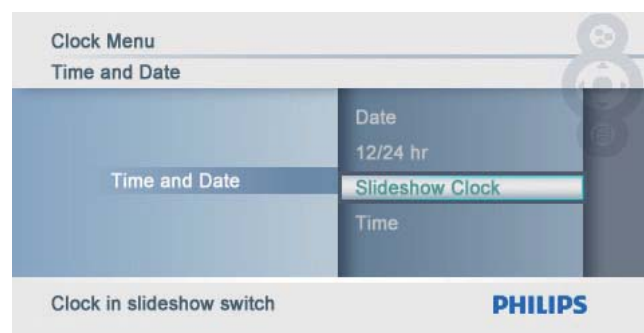 Clock Menu
Time and Date
Time and Date
Date
12/24 hr
Slideshow Clock
Time
Clock in slideshow switch
PHILIPS